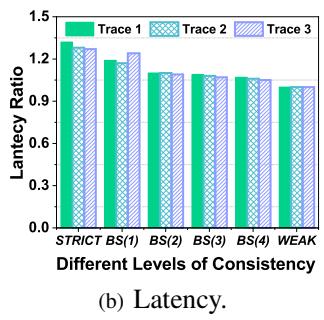 1.5
Trace 1 Trace 2 Trace 3
1.2
0.9
0.6
0.3
0.0
Lantecy Ratio
STRICT BS(1) BS(2) BS(3) BS(4) WEAK
Different Levels of Consistency
(b) Latency.